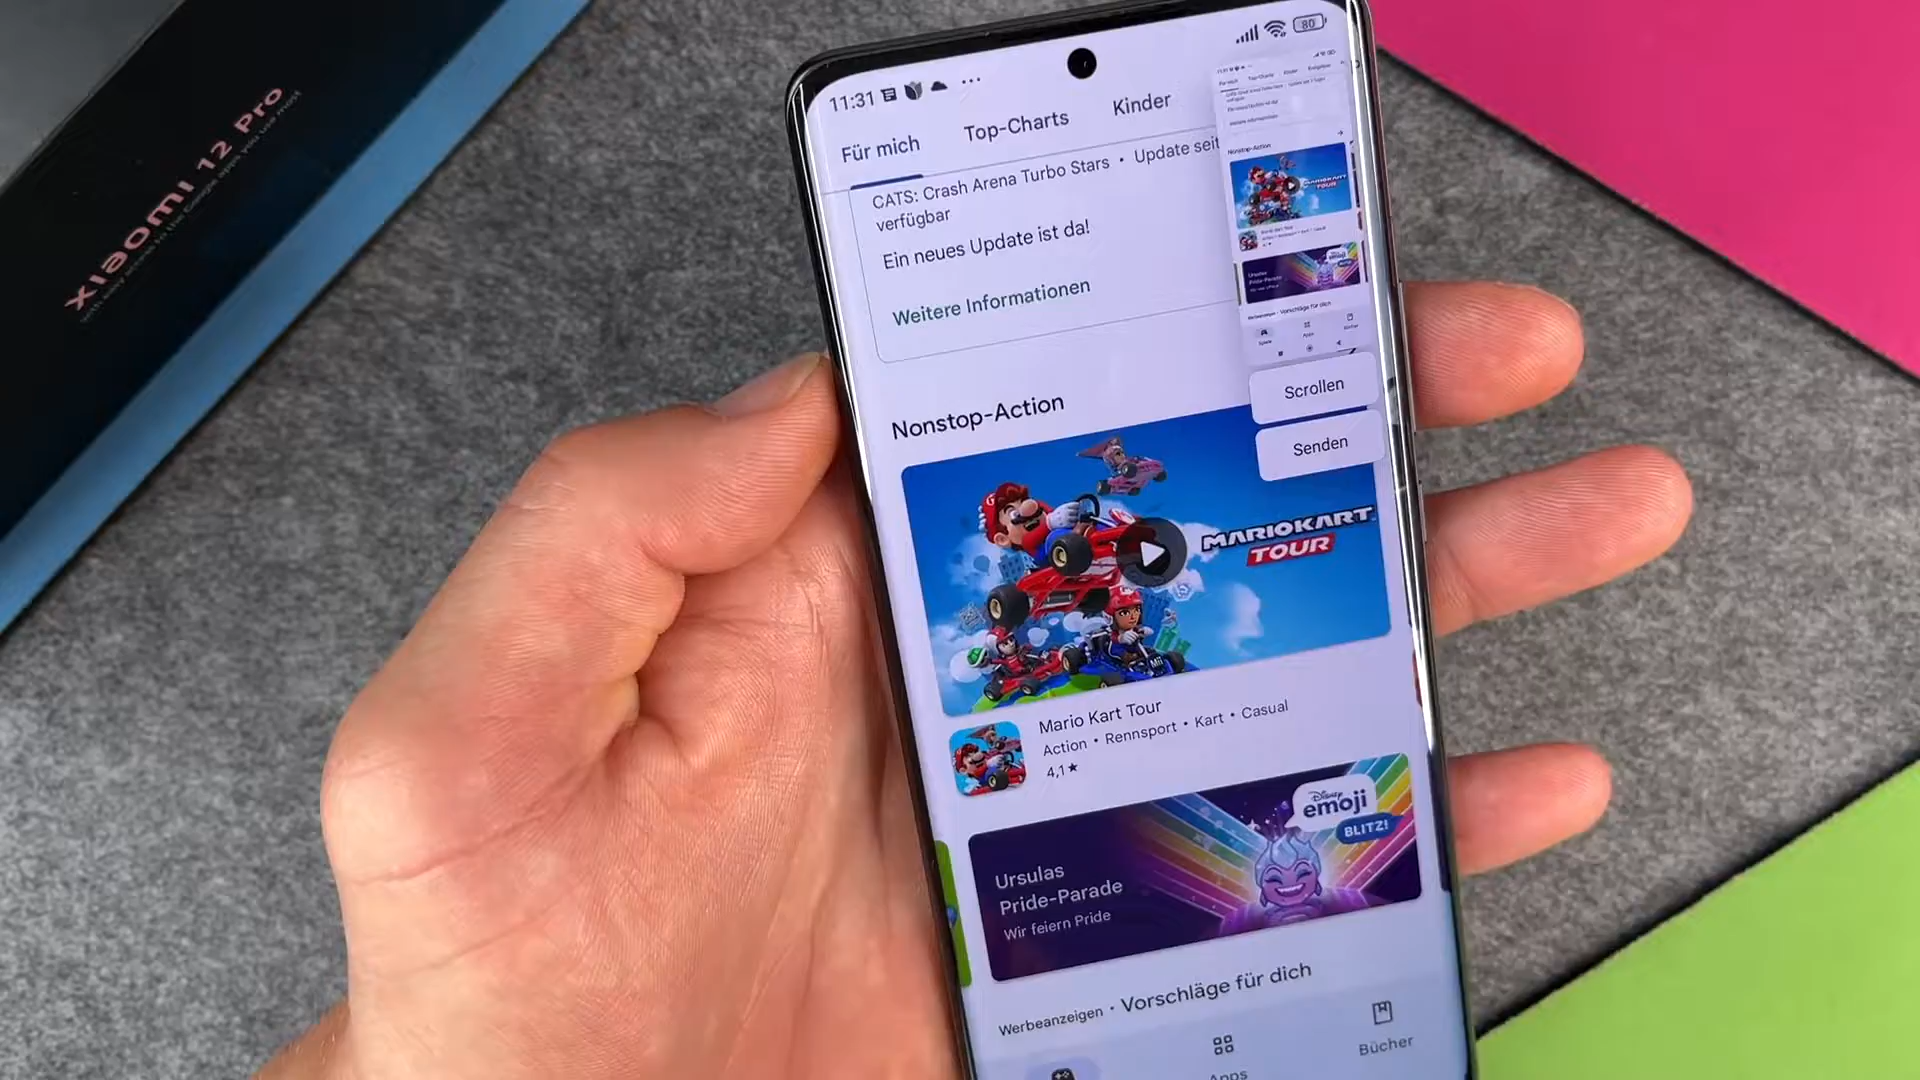 Xiaomi 12 Pro
11:31
80
Für mich
Top-Charts
Kinder
CATS: Crash Arena Turbo Stars • Update seit
verfügbar
Ein neues Update ist da!
Weitere Informationen
Scrollen
Senden
Nonstop-Action
MARIOKART
TOUR
Mii
Mario Kart Tour
Action • Rennsport • Kart • Casual
4,1★
Disney
emoji
BLITZ!
Ursulas
Pride-Parade
Wir feiern Pride
Werbeanzeigen • Vorschläge für dich
Apps
Bücher